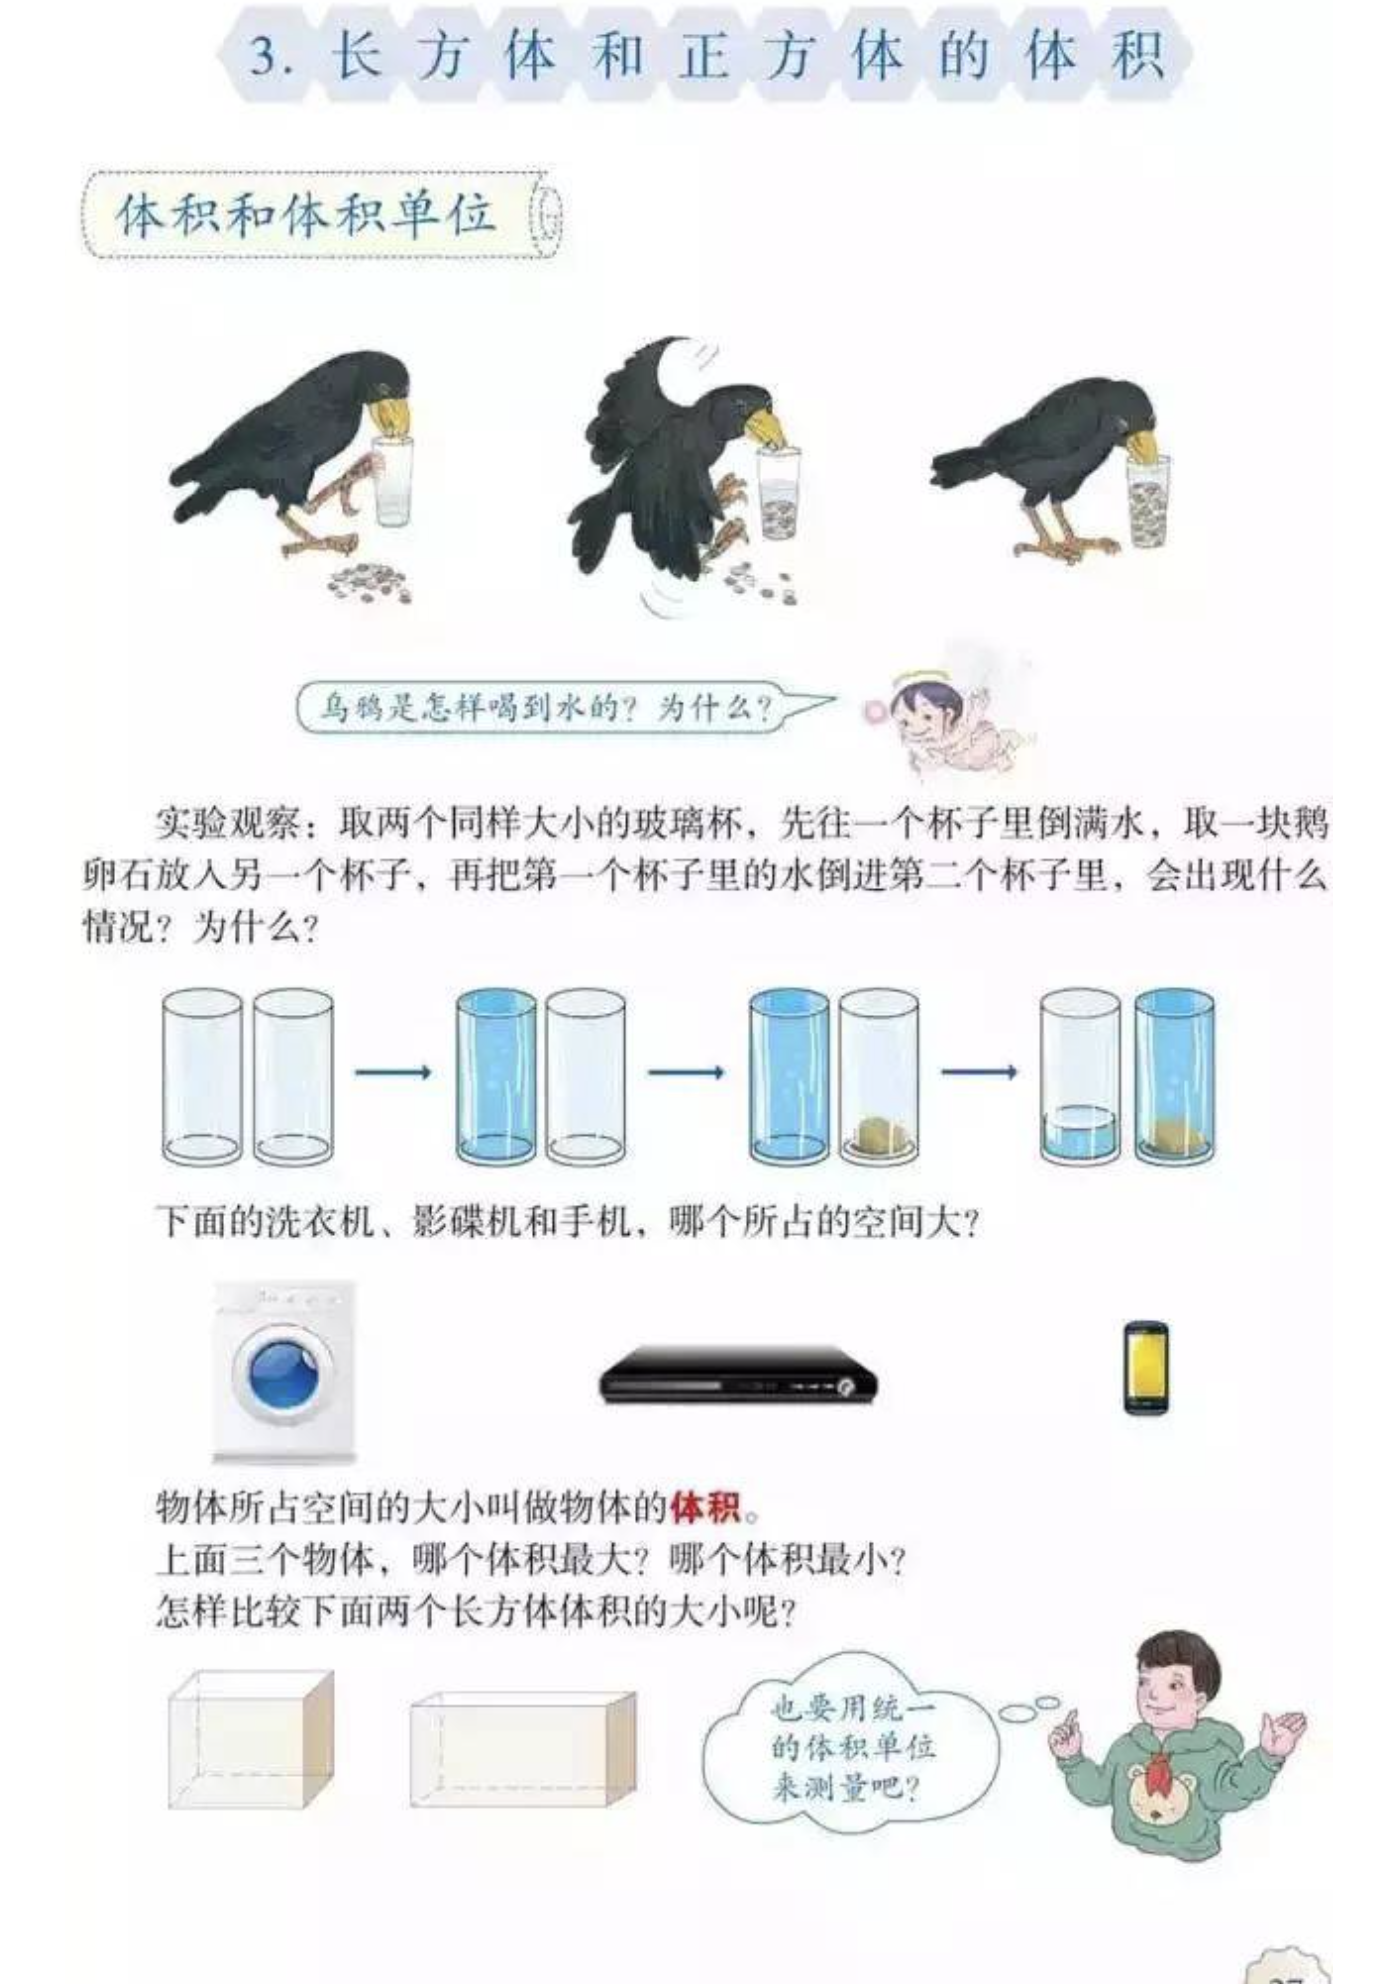 3. 长方体和正方体的体积
体积和体积单位
乌鸦是怎样喝到水的？为什么？
实验观察：取两个同样大小的玻璃杯，先往一个杯子里倒满水，取一块鹅
卵石放入另一个杯子，再把第一个杯子里的水倒进第二个杯子里，会出现什么
情况？为什么？
下面的洗衣机、影碟机和手机，哪个所占的空间大？
物体所占空间的大小叫做物体的体积。
上面三个物体，哪个体积最大？哪个体积最小？
怎样比较下面两个长方体体积的大小呢？
也要用统一
的体积单位
来测量吧？